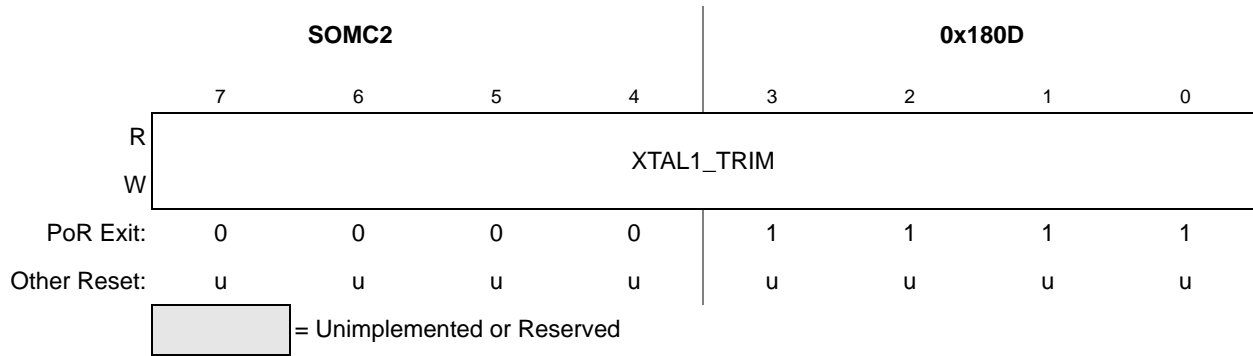 SOMC2 0x180D
7 6 5 4 3 2 1 0
R
XTAL1_TRIM
W
PoR Exit: 0 0 0 0 1 1 1 1
Other Reset: u u u u u u u u
= Unimplemented or Reserved